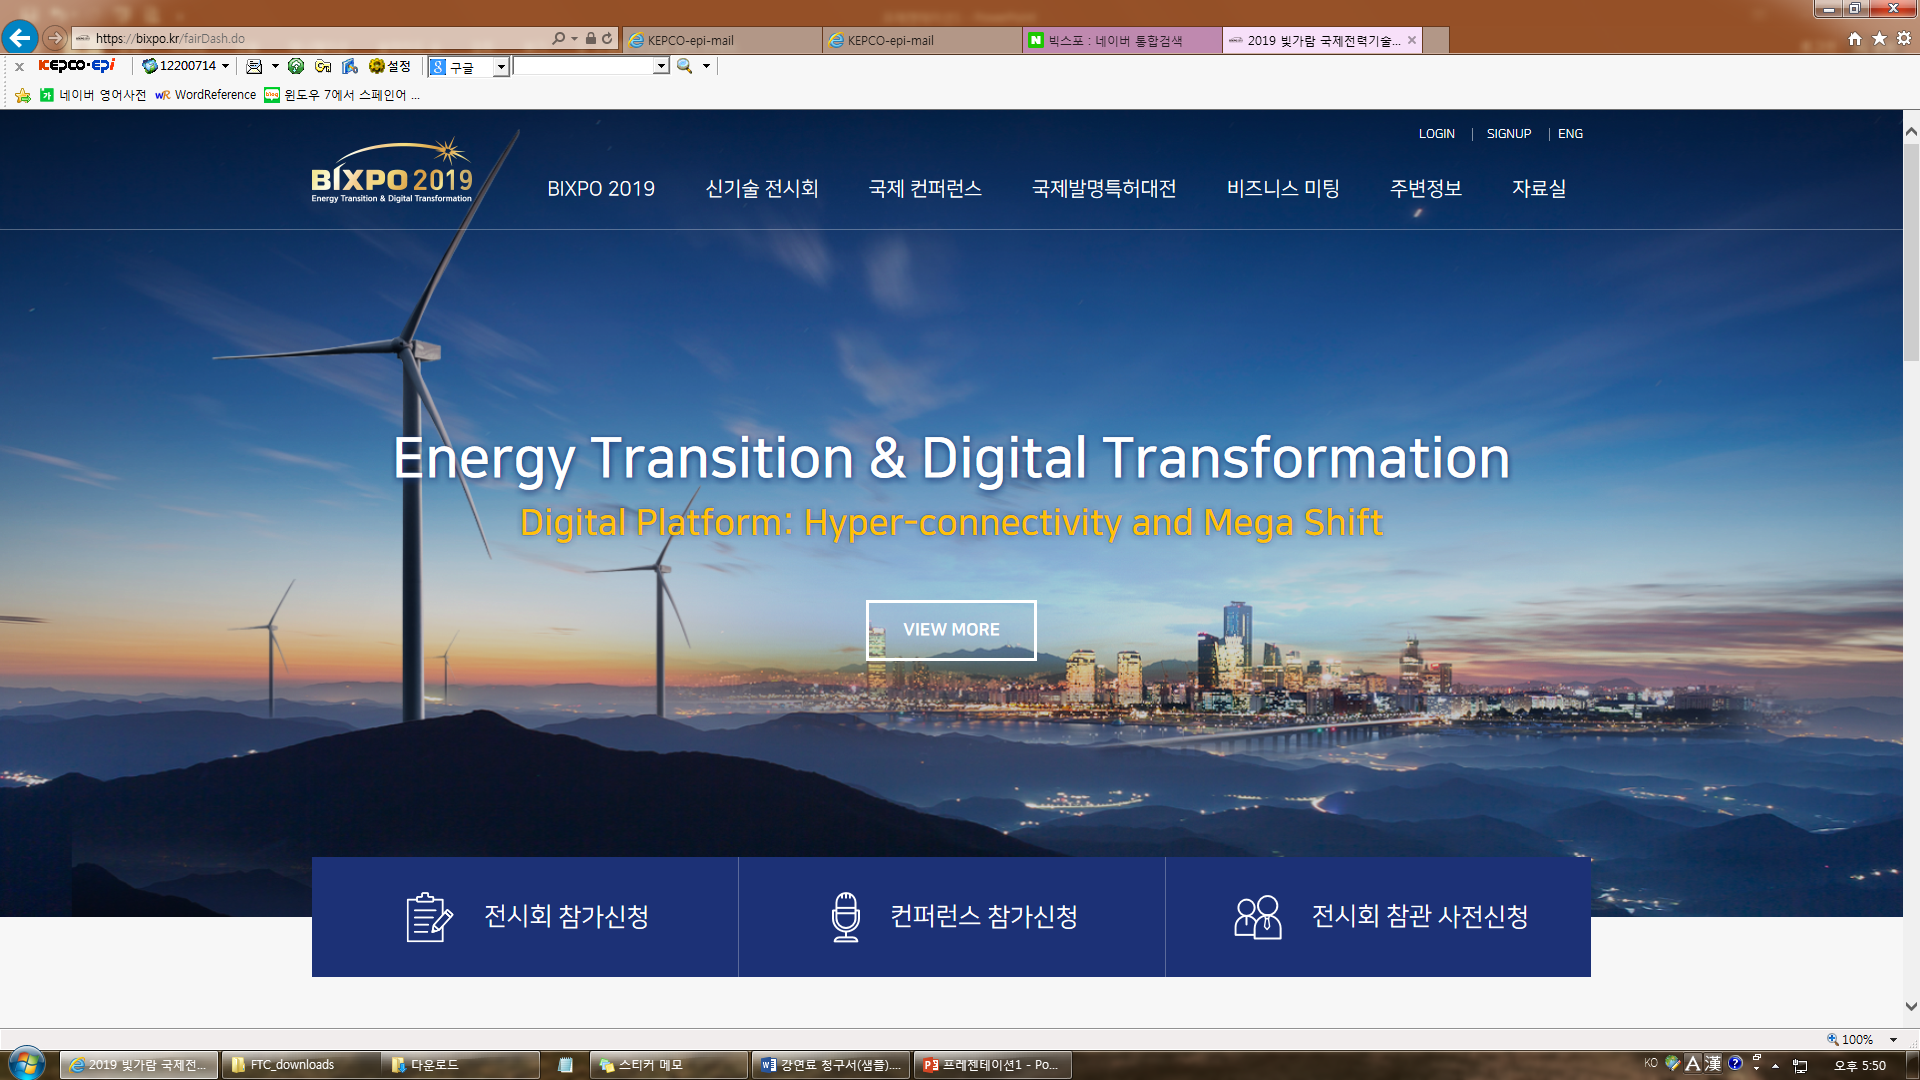 https://bixpo.kr/fairDash.do
KEPCO-epi-mail
KEPCO-epi-mail
빅스포 : 네이버 통합검색
2019 빛가람 국제전력기술...
KEPCO·EPI
12200714
설정
구글
네이버 영어사전
WordReference
윈도우 7에서 스페인어 ...
LOGIN | SIGNUP | ENG
BIXPO 2019
Energy Transition & Digital Transformation
BIXPO 2019
신기술 전시회
국제 컨퍼런스
국제발명특허대전
비즈니스 미팅
주변정보
자료실
Energy Transition & Digital Transformation
Digital Platform: Hyper-connectivity and Mega Shift
VIEW MORE
전시회 참가신청
컨퍼런스 참가신청
전시회 참관 사전신청
100%
2019 빛가람 국제전...
FTC_downloads
다운로드
스티커 메모
강연료 청구서(샘플)....
프레젠테이션1 - Po...
KO
A 漢
오후 5:50